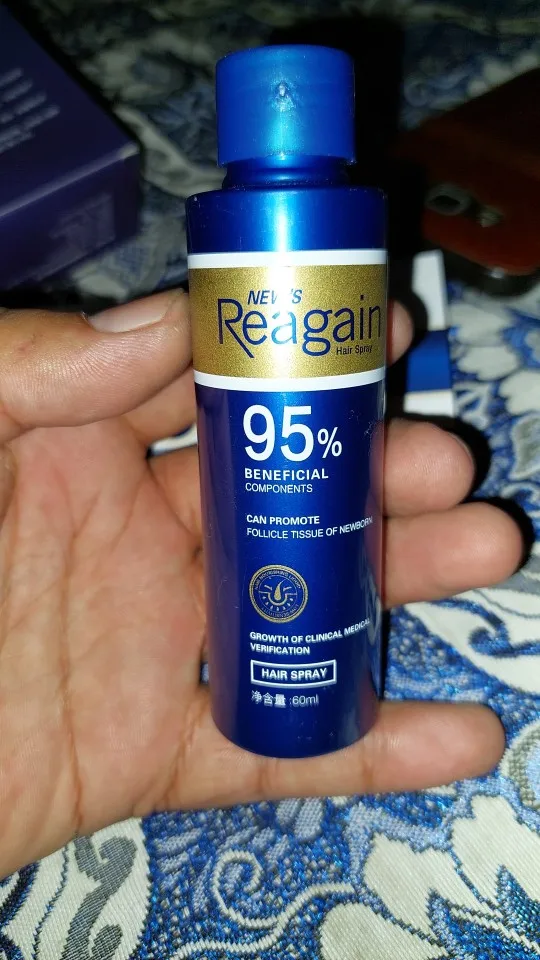 NEW'S
Reagain
Hair Spray
95%
BENEFICIAL
COMPONENTS
CAN PROMOTE
FOLLICLE TISSUE OF NEWBORN
GROWTH OF CLINICAL MEDICAL
VERIFICATION
HAIR SPRAY
净含量:60ml